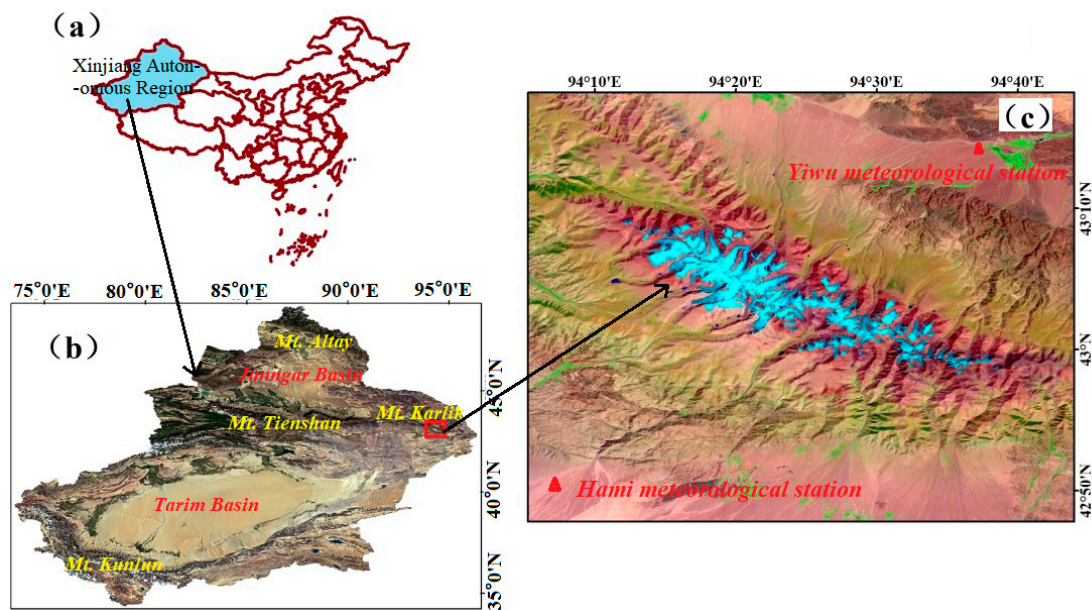 (a)
Xinjiang Auton-
-omous Region
75°0'E 80°0'E 85°0'E 90°0'E 95°0'E
(b)
Mt. Altay
Junngar Basin
Mt. Karlik
Mt. Tienshan
Tarim Basin
Mt. Kunlun
45°0'N
40°0'N
35°0'N
94°10'E 94°20'E 94°30'E 94°40'E
(c)
Yiwu meteorological station
43°10'N
43°N
Hami meteorological station
42°50'N